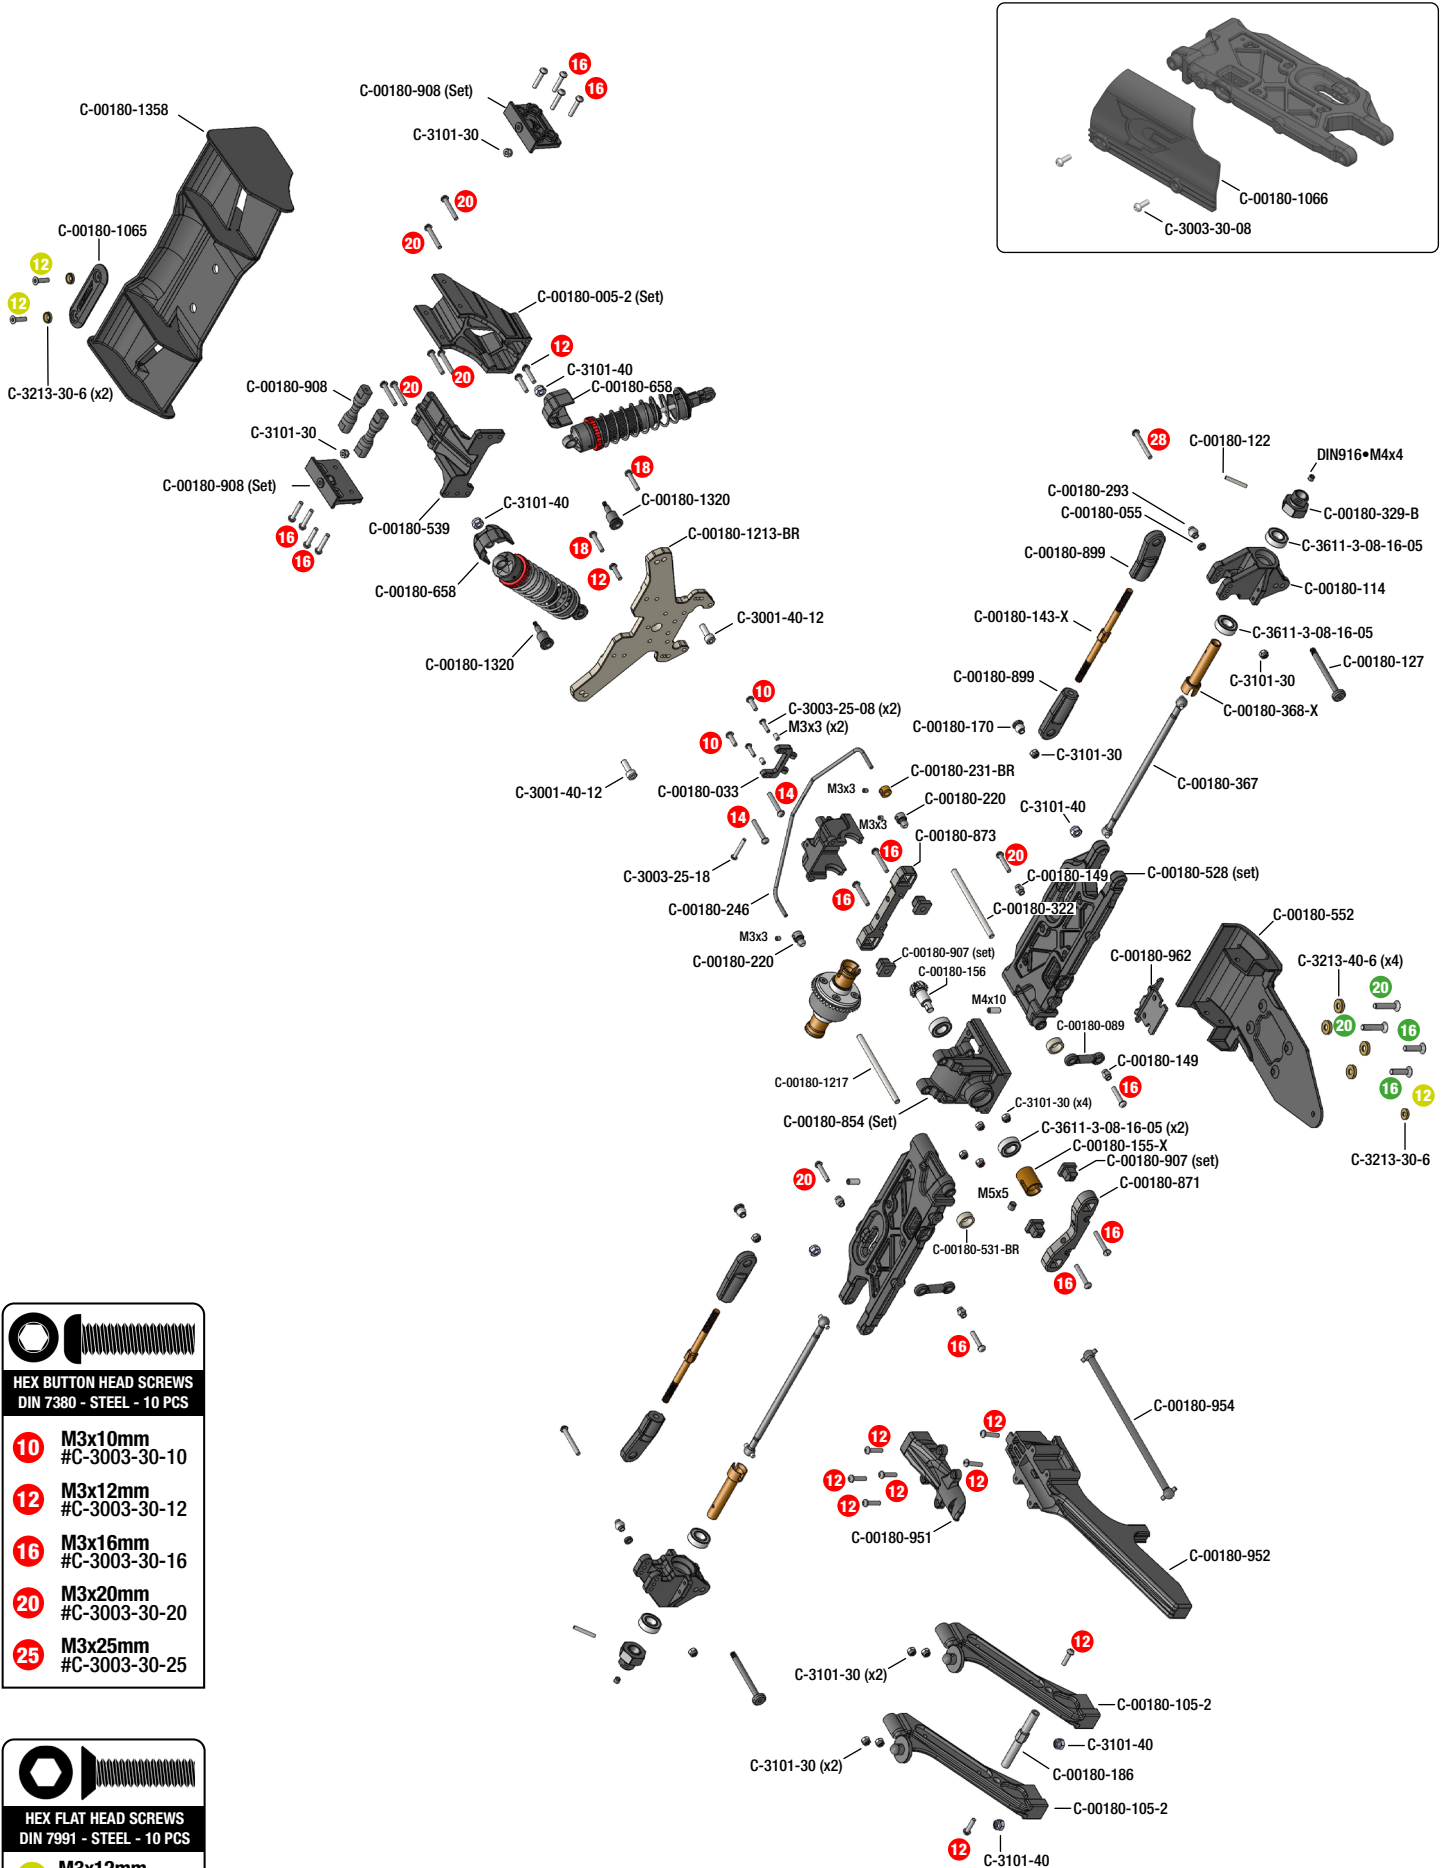 16
C-00180-908 (Set)
16
C-00180-1358
C-3101-30
C-00180-1066
20
C-3003-30-08
C-00180-1065
20
12
12
C-00180-005-2 (Set)
12
C-3101-40
20
C-00180-908
20
C-00180-658
C-3213-30-6 (x2)
C-3101-30
28
C-00180-122
DIN916•M4x4
18
C-00180-293
C-00180-908 (Set)
C-3101-40
C-00180-1320
C-00180-055
C-00180-329-B
C-00180-539
C-00180-1213-BR
16
18
C-00180-899
C-3611-3-08-16-05
16
12
C-00180-658
C-00180-114
C-00180-143-X
C-3001-40-12
C-3611-3-08-16-05
C-00180-1320
C-00180-127
C-00180-899
C-3101-30
10
C-3003-25-08 (x2)
C-00180-368-X
M3x3 (x2)
C-00180-170
10
C-3101-30
C-00180-231-BR
C-3001-40-12
C-00180-033
14
M3x3
C-00180-367
C-00180-220
C-3101-40
14
M3x3
C-00180-873
16
20
C-3003-25-18
C-00180-149
C-00180-528 (set)
16
C-00180-246
C-00180-322
C-00180-552
M3x3
C-00180-220
C-00180-907 (set)
C-00180-962
C-3213-40-6 (x4)
C-00180-156
20
M4x10
C-00180-089
20
16
C-00180-149
C-00180-1217
16
16
12
C-3101-30 (x4)
C-00180-854 (Set)
C-3611-3-08-16-05 (x2)
C-00180-155-X
C-00180-907 (set)
C-3213-30-6
20
C-00180-871
M5x5
16
C-00180-531-BR
16
16
HEX BUTTON HEAD SCREWS
DIN 7380 - STEEL - 10 PCS
10 M3x10mm
#C-3003-30-10
12 M3x12mm
#C-3003-30-12
16 M3x16mm
#C-3003-30-16
20 M3x20mm
#C-3003-30-20
25 M3x25mm
#C-3003-30-25
C-00180-954
12
12
12
12
12
12
C-00180-951
C-00180-952
12
C-3101-30 (x2)
C-00180-105-2
C-3101-40
C-3101-30 (x2)
C-00180-186
C-00180-105-2
12
C-3101-40
HEX FLAT HEAD SCREWS
DIN 7991 - STEEL - 10 PCS
M3x12mm